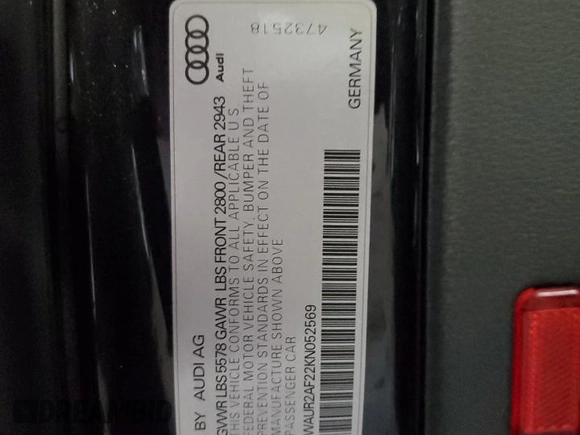 4732518
Audi
BY AUDI AG
GERMANY
GVWR LBS 5578 GAWR LBS FRONT 2800/REAR 2943
THIS VEHICLE CONFORMS TO ALL APPLICABLE U S
FEDERAL MOTOR VEHICLE SAFETY, BUMPER AND THEFT
PREVENTION STANDARDS IN EFFECT ON THE DATE OF
MANUFACTURE SHOWN ABOVE
PASSENGER CAR
WAUR2AF22KN052569